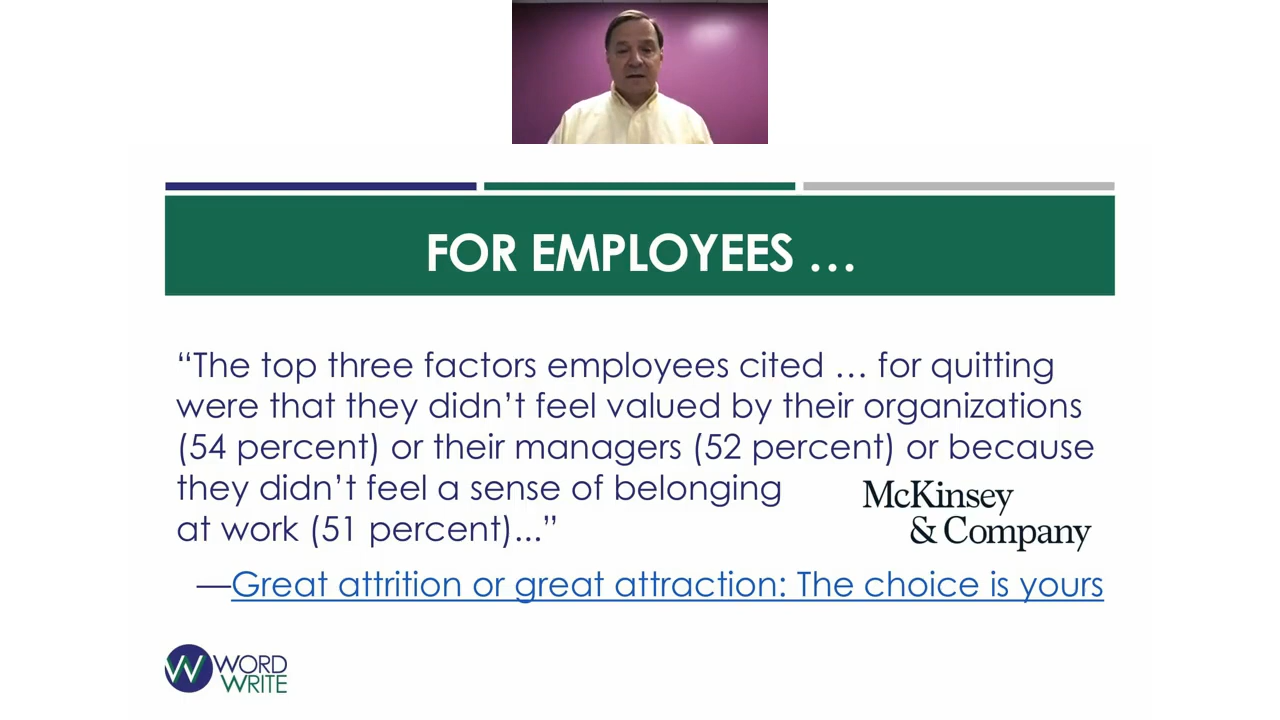 FOR EMPLOYEES …
“The top three factors employees cited … for quitting
were that they didn’t feel valued by their organizations
(54 percent) or their managers (52 percent) or because
they didn’t feel a sense of belonging
at work (51 percent)...”
McKinsey
& Company
—Great attrition or great attraction: The choice is yours
WORD
WRITE